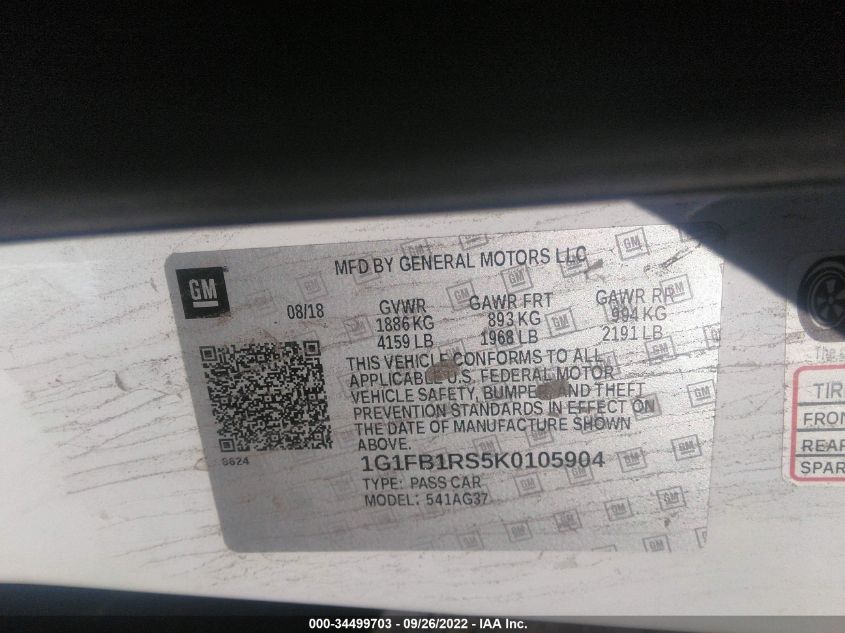 MFD BY GENERAL MOTORS LLC
GM
08/18
GVWR GAWR FRT GAWR RR
1886 KG 893 KG 994 KG
4159 LB 1968 LB 2191 LB
THIS VEHICLE CONFORMS TO ALL
APPLICABLE U.S. FEDERAL MOTOR
VEHICLE SAFETY, BUMPER AND THEFT
PREVENTION STANDARDS IN EFFECT ON
THE DATE OF MANUFACTURE SHOWN
ABOVE.
8624
1G1FB1RS5K0105904
TYPE: PASS CAR
MODEL: 541AG37
The
TIR
FRON
REAR
SPAR
000-34499703 - 09/26/2022 - IAA Inc.